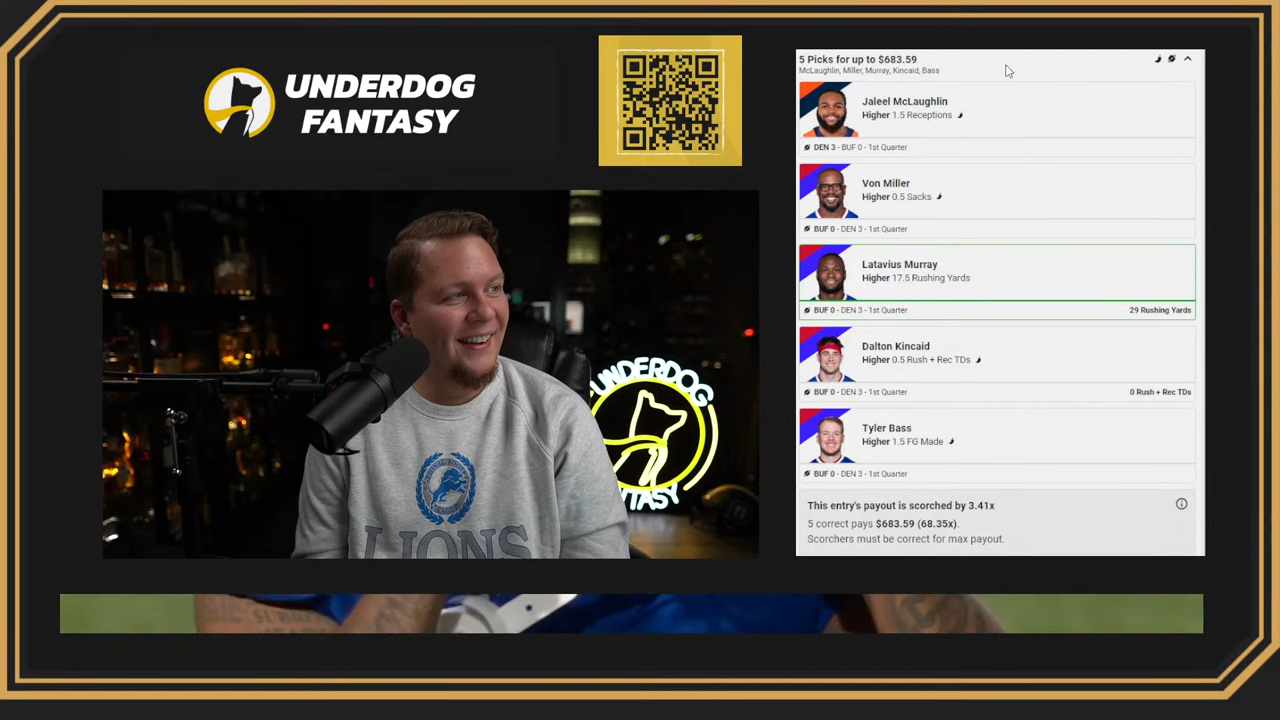 UNDERDOG
FANTASY
5 Picks for up to $683.59
McLaughlin, Miller, Murray, Kincaid, Bass
Jaleel McLaughlin
Higher 1.5 Receptions
DEN 3 - BUF 0 - 1st Quarter
Von Miller
Higher 0.5 Sacks
BUF 0 - DEN 3 - 1st Quarter
Latavius Murray
Higher 17.5 Rushing Yards
BUF 0 - DEN 3 - 1st Quarter
29 Rushing Yards
Dalton Kincaid
Higher 0.5 Rush + Rec TDs
BUF 0 - DEN 3 - 1st Quarter
0 Rush + Rec TDs
Tyler Bass
Higher 1.5 FG Made
BUF 0 - DEN 3 - 1st Quarter
This entry's payout is scorched by 3.41x
5 correct pays $683.59 (68.35x).
Scorchers must be correct for max payout.
UNDERDOG
NTASY
LIONS